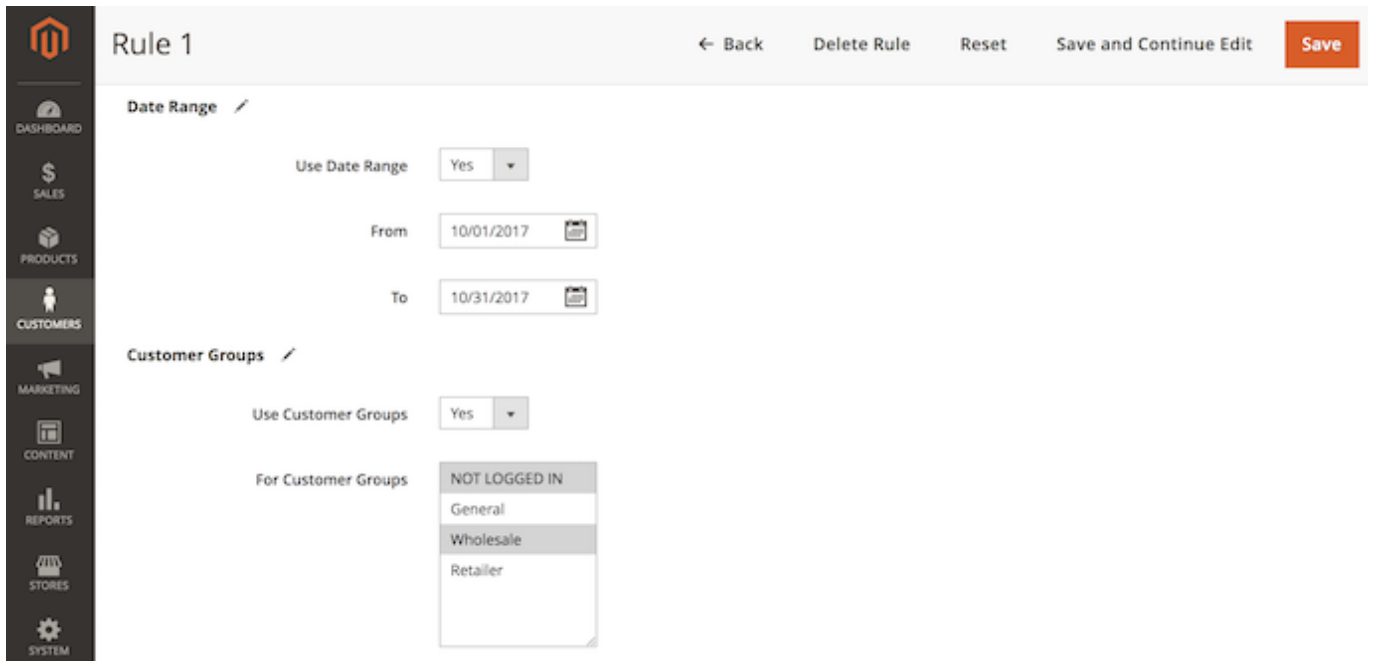 Rule 1
Back
Delete Rule
Reset
Save and Continue Edit
Save
DASHBOARD
SALES
PRODUCTS
CUSTOMERS
MARKETING
CONTENT
REPORTS
STORES
SYSTEM
Date Range
Use Date Range Yes
From 10/01/2017
To 10/31/2017
Customer Groups
Use Customer Groups Yes
For Customer Groups NOT LOGGED IN
General
Wholesale
Retailer